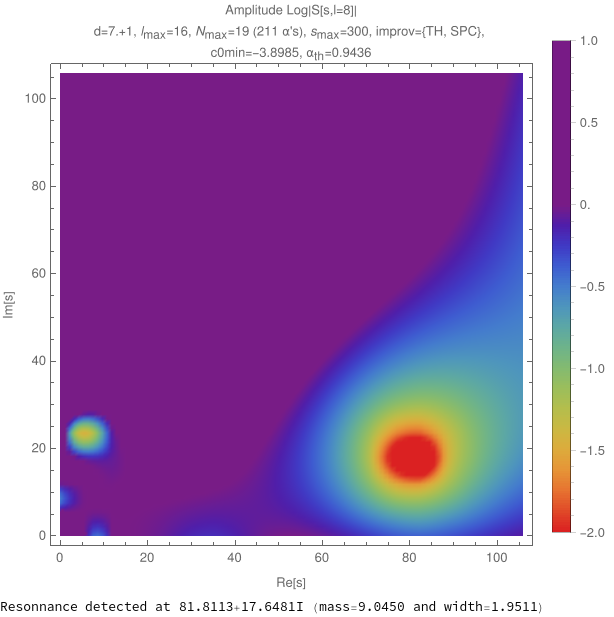 Amplitude Log|S[s,l=8]|
d=7.+1, lmax=16, Nmax=19 (211 α's), smax=300, improv={TH, SPC},
c0min=−3.8985, αth=0.9436
100
80
60
40
20
0
Im[s]
0 20 40 60 80 100
Re[s]
1.0
0.5
0.
−0.5
−1.0
−1.5
−2.0
Resonnance detected at 81.8113+17.6481I (mass=9.0450 and width=1.9511)